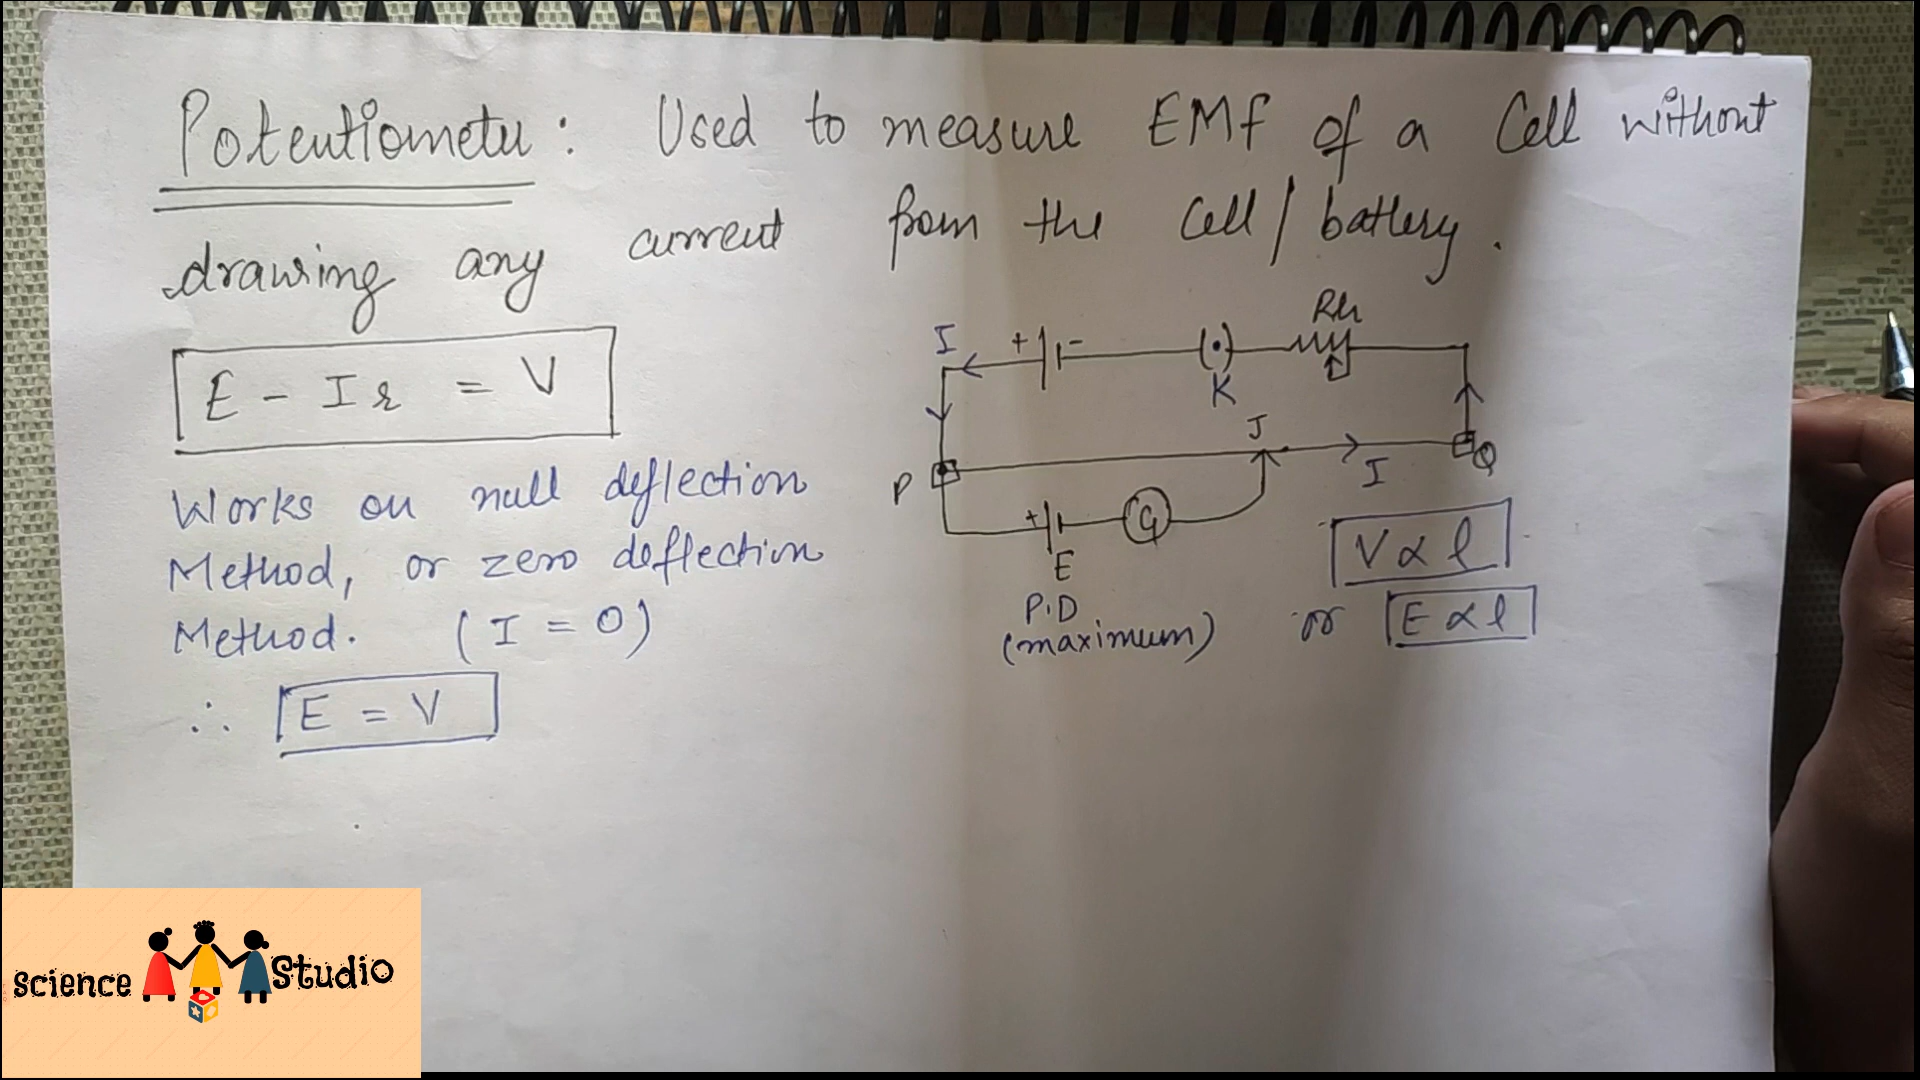 Potentiometer: Used to measure EMf of a Cell without
drawing any current from the Cell/battery.
E - Ir = V
Works on null deflection
Method, or zero deflection
Method. (I = 0)
∴ E = V
I
+ -
K
Rh
P
J
I
Q
+
E
G
P.D
(maximum)
V ∝ l
or E ∝ l
Science Studio